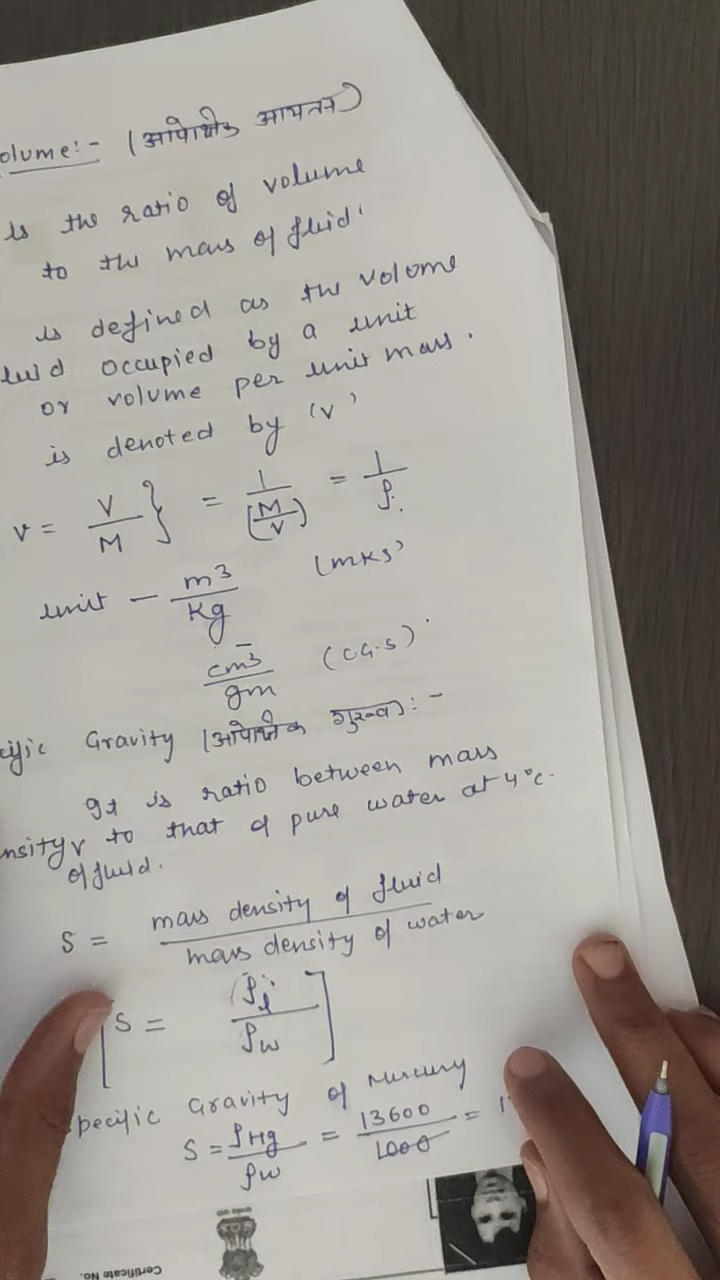 olume:- (आपेक्षिक आयतन)
is the ratio of volume
to the mass of fluid'
is defined as the volume
luid occupied by a unit
or volume per unit mass.
is denoted by 'v'
v = V/M } = 1/(M/V) = 1/ρ.
unit - m³/kg (MKS)
cm³/gm (C.G.S)
cific Gravity (आपेक्षिक गुरुत्व):-
It is ratio between mass
nsity to that of pure water at 4°c.
of fluid.
S = mass density of fluid / mass density of water
[S = ρ / ρw]
pecific Gravity of Mercury
S = ρHg/ρw = 13600/1000 = 1
Certificate No.